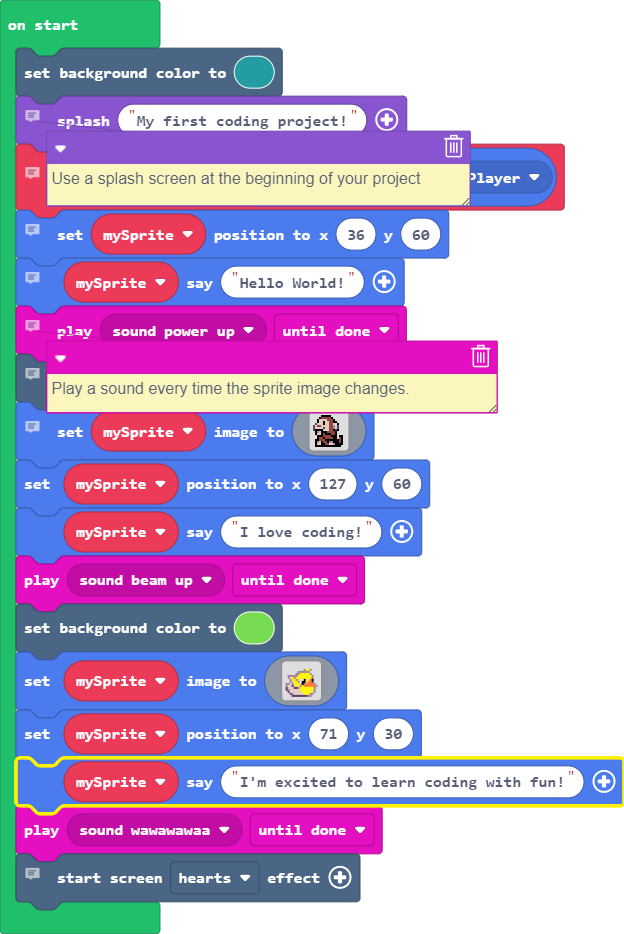 on start
set background color to
splash "My first coding project!"
Use a splash screen at the beginning of your project
Player
set mySprite position to x 36 y 60
mySprite say "Hello World!"
play sound power up until done
Play a sound every time the sprite image changes.
set mySprite image to
set mySprite position to x 127 y 60
mySprite say "I love coding!"
play sound beam up until done
set background color to
set mySprite image to
set mySprite position to x 71 y 30
mySprite say "I'm excited to learn coding with fun!"
play sound wawawawaa until done
start screen hearts effect